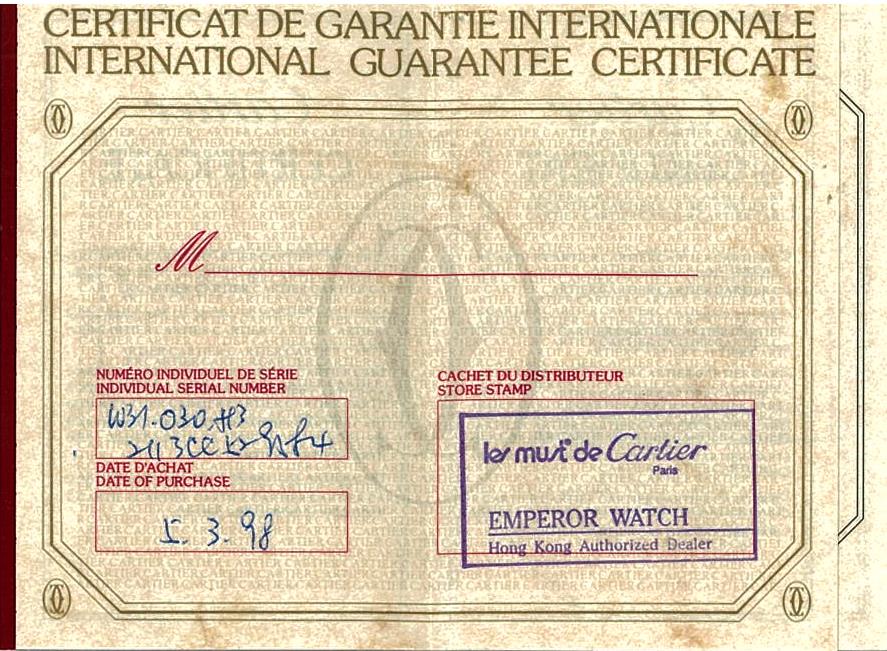 CERTIFICAT DE GARANTIE INTERNATIONALE
INTERNATIONAL GUARANTEE CERTIFICATE
M
NUMÉRO INDIVIDUEL DE SÉRIE
INDIVIDUAL SERIAL NUMBER
W31.030.H3
DATE D'ACHAT
DATE OF PURCHASE
5.3.98
CACHET DU DISTRIBUTEUR
STORE STAMP
les must de Cartier
Paris
EMPEROR WATCH
Hong Kong Authorized Dealer